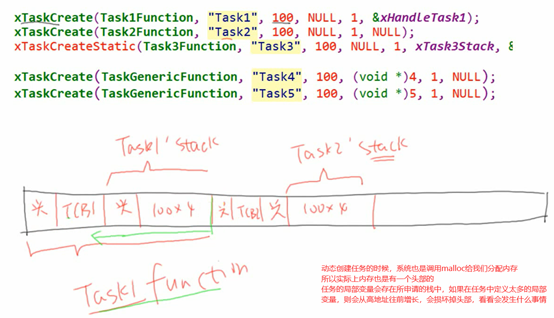 xTaskCreate(Task1Function, "Task1", 100, NULL, 1, &xHandleTask1);
xTaskCreate(Task2Function, "Task2", 100, NULL, 1, NULL);
xTaskCreateStatic(Task3Function, "Task3", 100, NULL, 1, xTask3Stack, &
xTaskCreate(TaskGenericFunction, "Task4", 100, (void *)4, 1, NULL);
xTaskCreate(TaskGenericFunction, "Task5", 100, (void *)5, 1, NULL);
Task1' stack
Task2' stack
头 TCB1 头 100×4 头 TCB2 头 100×4
Task1 function
动态创建任务的时候，系统也是调用malloc给我们分配内存
所以实际上内存也是有一个头部的
任务的局部变量会存在所申请的栈中，如果在任务中定义太多的局部
变量，则会从高地址往前增长，会损坏掉头部，看看会发生什么事情